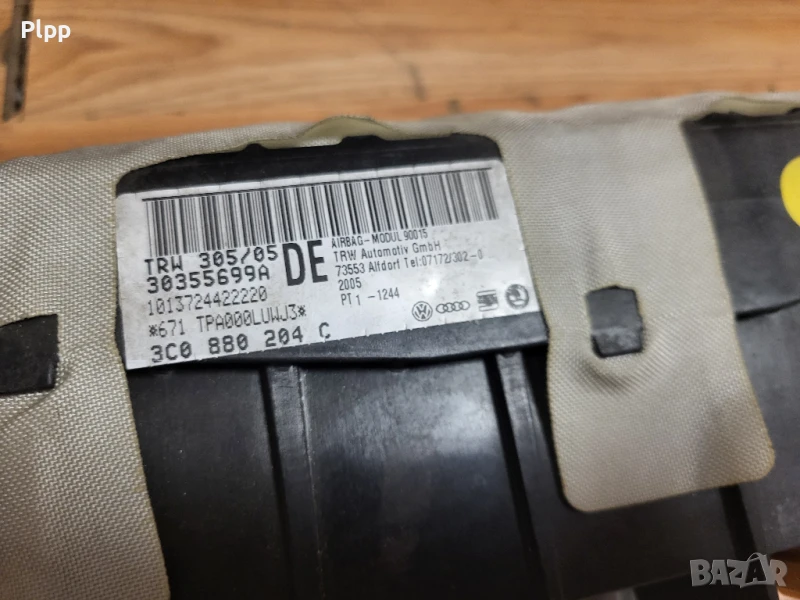 Plpp
TRW 305/05
30355699A
1013724422220
*671 TPA000LUWJ3*
3C0 880 204 C
DE
AIRBAG-MODUL 90015
TRW Automotiv GmbH
73553 Alfdorf Tel:07172/302-0
2005
PT1 -1244
BAZAR